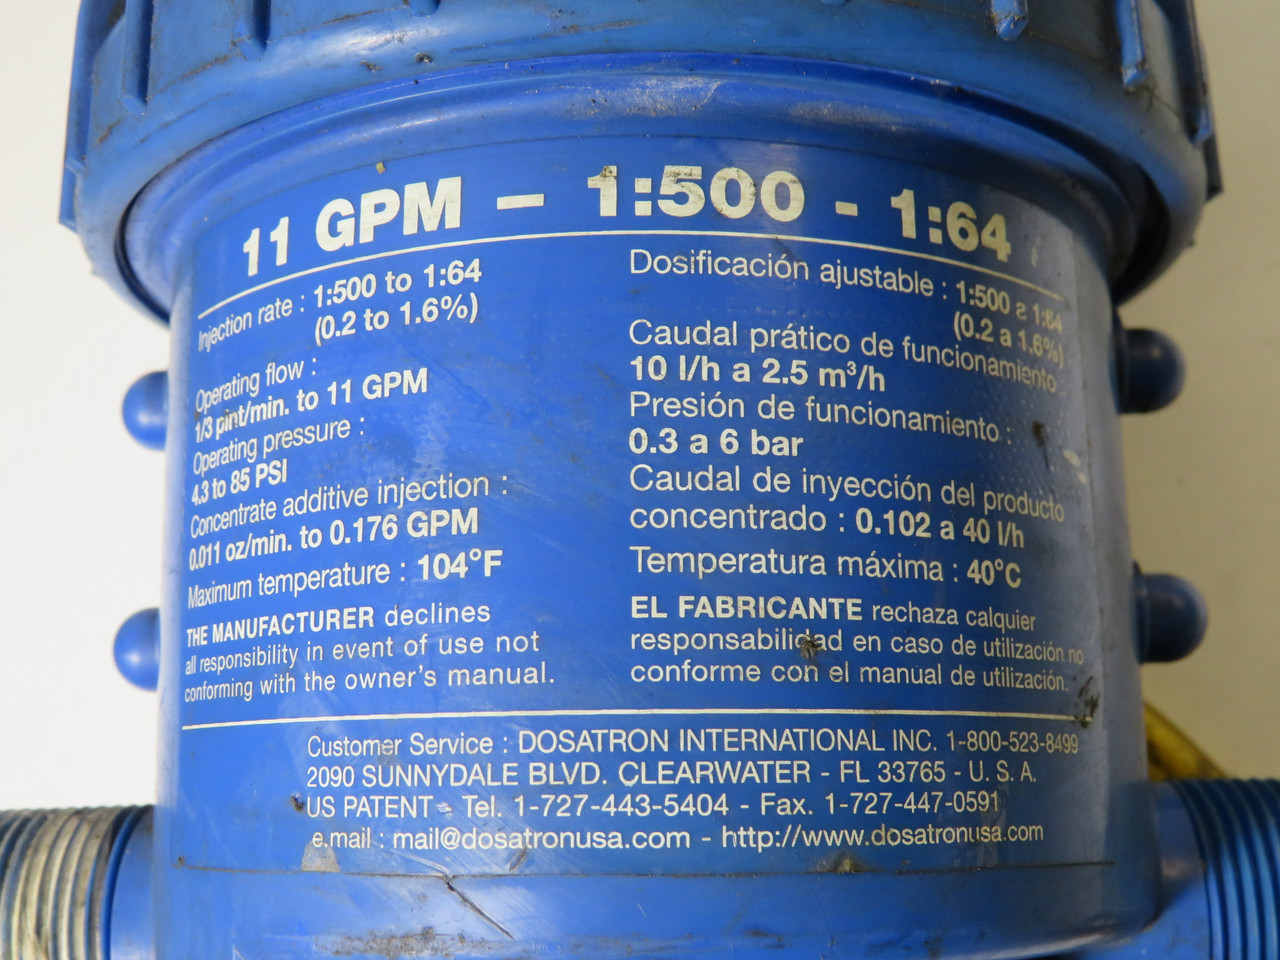 11 GPM – 1:500 - 1:64
Injection rate : 1:500 to 1:64
(0.2 to 1.6%)
Operating flow :
1/3 pint/min. to 11 GPM
Operating pressure :
4.3 to 85 PSI
Concentrate additive injection :
0.011 oz/min. to 0.176 GPM
Maximum temperature : 104°F
THE MANUFACTURER declines
all responsibility in event of use not
conforming with the owner's manual.
Dosificación ajustable : 1:500 a 1:64
(0.2 a 1.6%)
Caudal prático de funcionamiento
10 l/h a 2.5 m³/h
Presión de funcionamiento :
0.3 a 6 bar
Caudal de inyección del producto
concentrado : 0.102 a 40 l/h
Temperatura máxima : 40°C
EL FABRICANTE rechaza calquier
responsabilidad en caso de utilización no
conforme con el manual de utilización.
Customer Service : DOSATRON INTERNATIONAL INC. 1-800-523-8499
2090 SUNNYDALE BLVD. CLEARWATER - FL 33765 - U. S. A.
US PATENT - Tel. 1-727-443-5404 - Fax. 1-727-447-0591
e.mail : mail@dosatronusa.com - http://www.dosatronusa.com